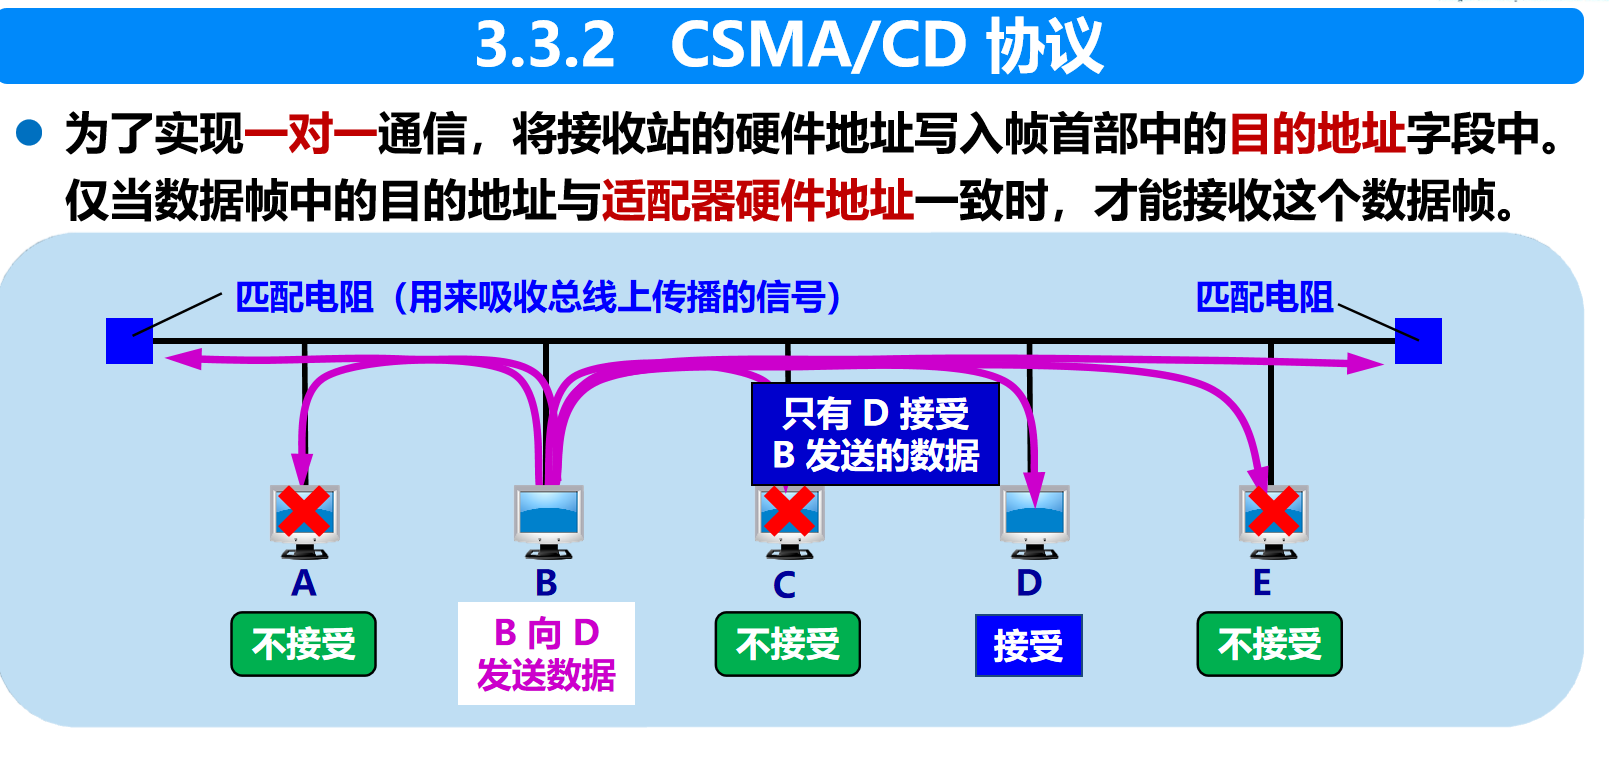 3.3.2 CSMA/CD 协议
为了实现一对一通信，将接收站的硬件地址写入帧首部中的目的地址字段中。
仅当数据帧中的目的地址与适配器硬件地址一致时，才能接收这个数据帧。
匹配电阻（用来吸收总线上传播的信号）
匹配电阻
只有 D 接受
B 发送的数据
A
B
C
D
E
不接受
B 向 D
发送数据
不接受
接受
不接受